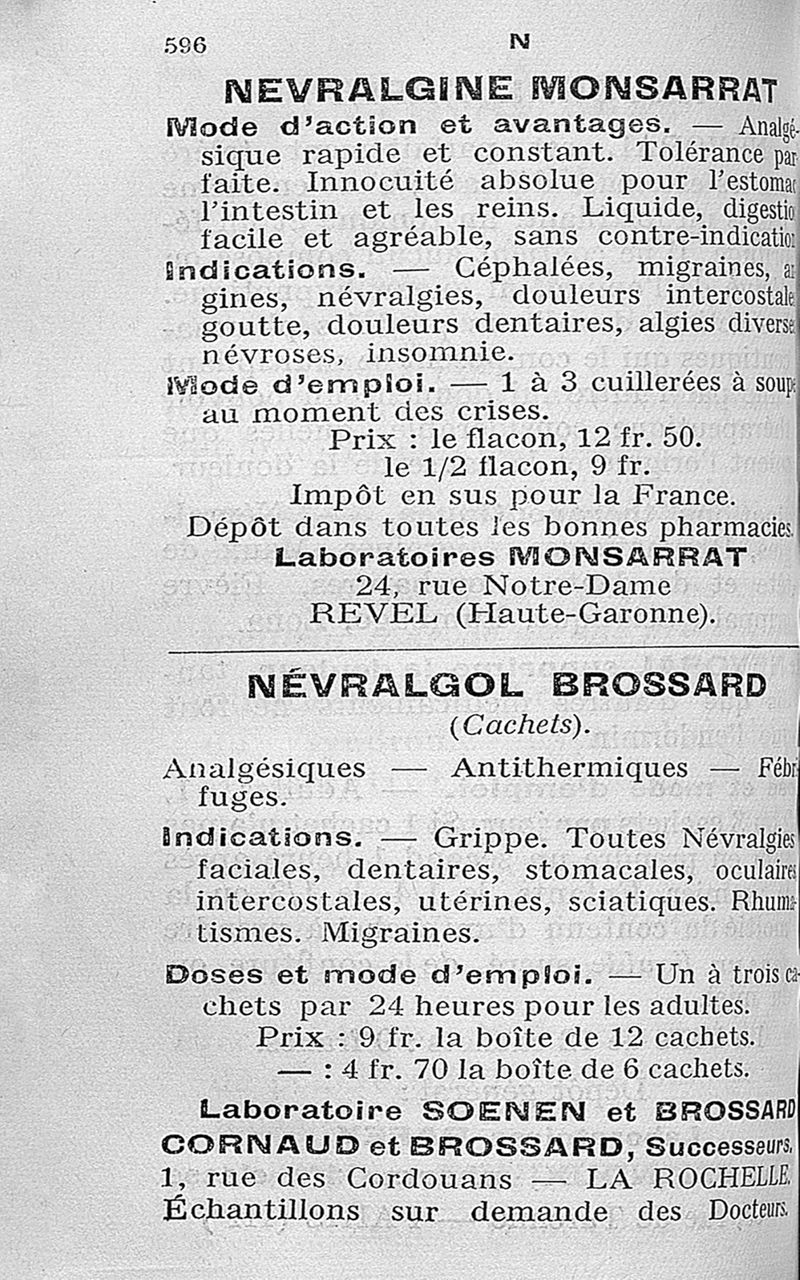 596
N
NEVRALGINE MONSARRAT
Mode d'action et avantages. — Analgé-
sique rapide et constant. Tolérance par-
faite. Innocuité absolue pour l'estomac
l'intestin et les reins. Liquide, digestio
facile et agréable, sans contre-indication
Indications. — Céphalées, migraines, an
gines, névralgies, douleurs intercostale
goutte, douleurs dentaires, algies diverse
névroses, insomnie.
Mode d'emploi. — 1 à 3 cuillerées à soupe
au moment des crises.
Prix : le flacon, 12 fr. 50.
le 1/2 flacon, 9 fr.
Impôt en sus pour la France.
Dépôt dans toutes les bonnes pharmacies.
Laboratoires MONSARRAT
24, rue Notre-Dame
REVEL (Haute-Garonne).
NÉVRALGOL BROSSARD
(Cachets).
Analgésiques — Antithermiques — Fébri
fuges.
Indications. — Grippe. Toutes Névralgies
faciales, dentaires, stomacales, oculaires
intercostales, utérines, sciatiques. Rhuma-
tismes. Migraines.
Doses et mode d'emploi. — Un à trois ca-
chets par 24 heures pour les adultes.
Prix : 9 fr. la boîte de 12 cachets.
— : 4 fr. 70 la boîte de 6 cachets.
Laboratoire SOENEN et BROSSARD
CORNAUD et BROSSARD, Successeurs.
1, rue des Cordouans — LA ROCHELLE.
Échantillons sur demande des Docteurs.